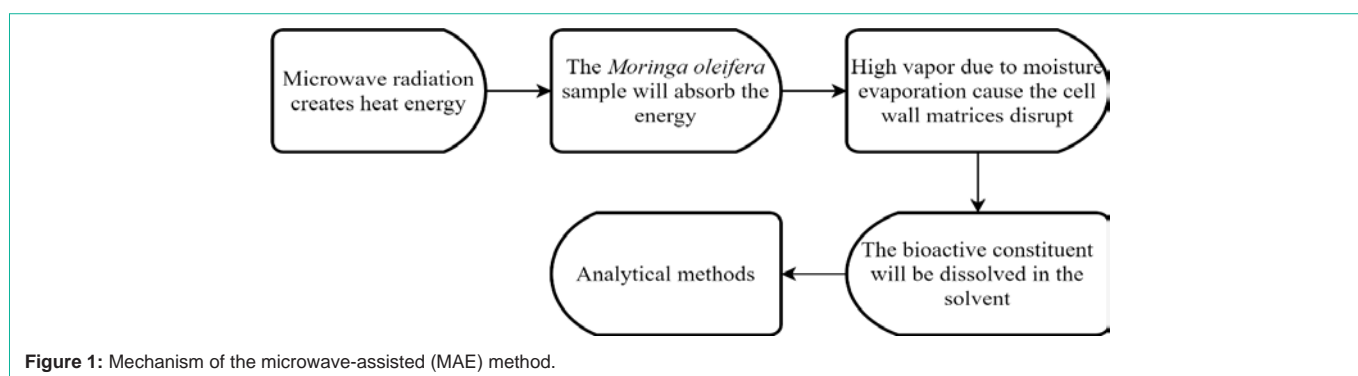 Microwave radiation
creates heat energy
The Moringa oleifera
sample will absorb the
energy
High vapor due to moisture
evaporation cause the cell
wall matrices disrupt
The bioactive constituent
will be dissolved in the
solvent
Analytical methods
Figure 1: Mechanism of the microwave-assisted (MAE) method.